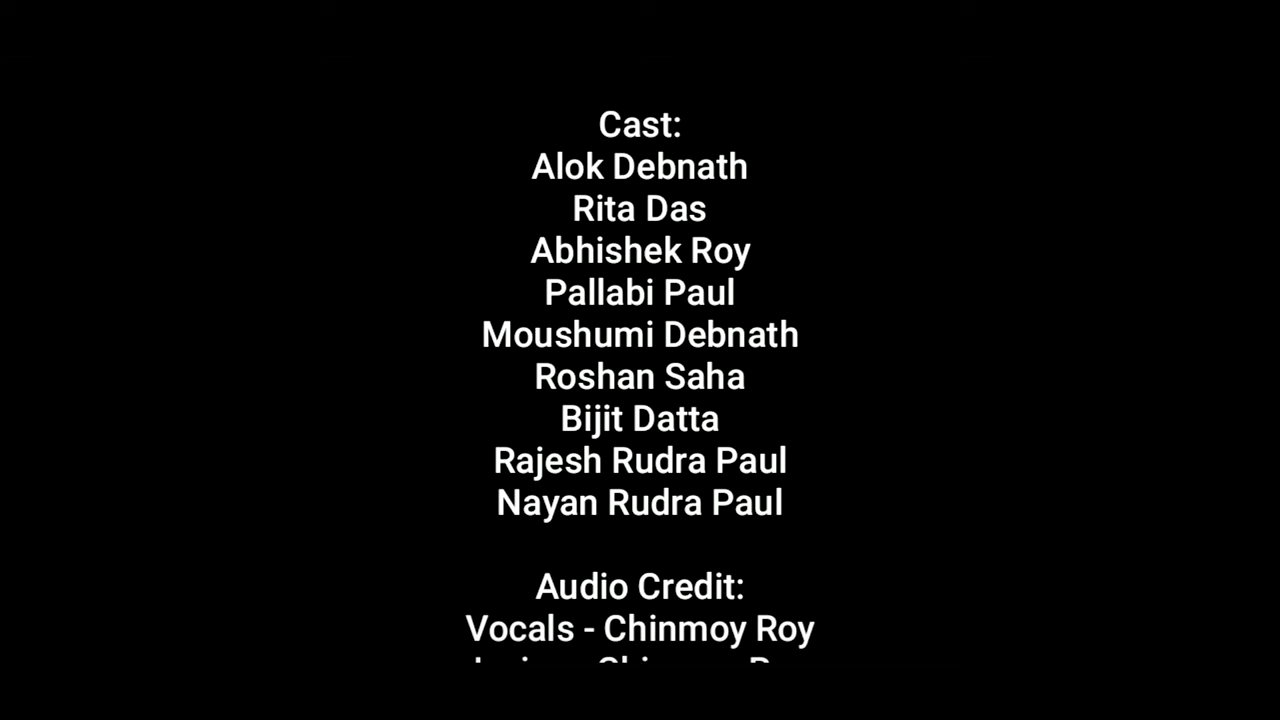 Cast:
Alok Debnath
Rita Das
Abhishek Roy
Pallabi Paul
Moushumi Debnath
Roshan Saha
Bijit Datta
Rajesh Rudra Paul
Nayan Rudra Paul
Audio Credit:
Vocals - Chinmoy Roy